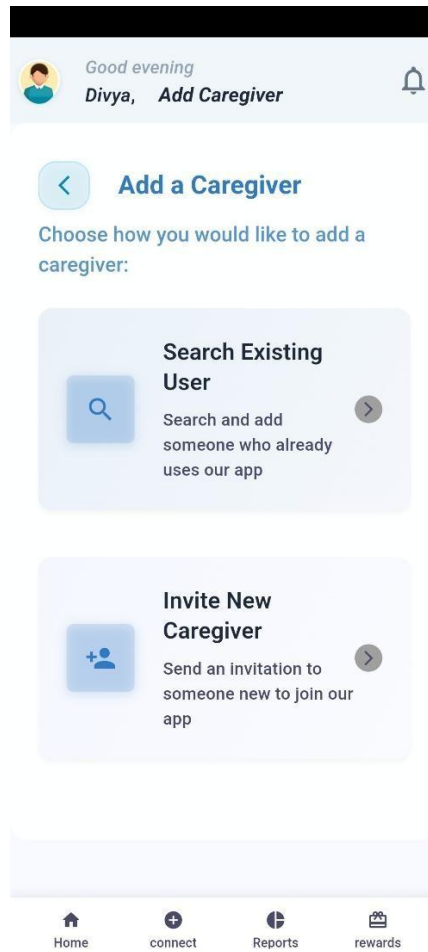 Good evening
Divya, Add Caregiver
Add a Caregiver
Choose how you would like to add a
caregiver:
Search Existing
User
Search and add
someone who already
uses our app
Invite New
Caregiver
Send an invitation to
someone new to join our
app
Home connect Reports rewards